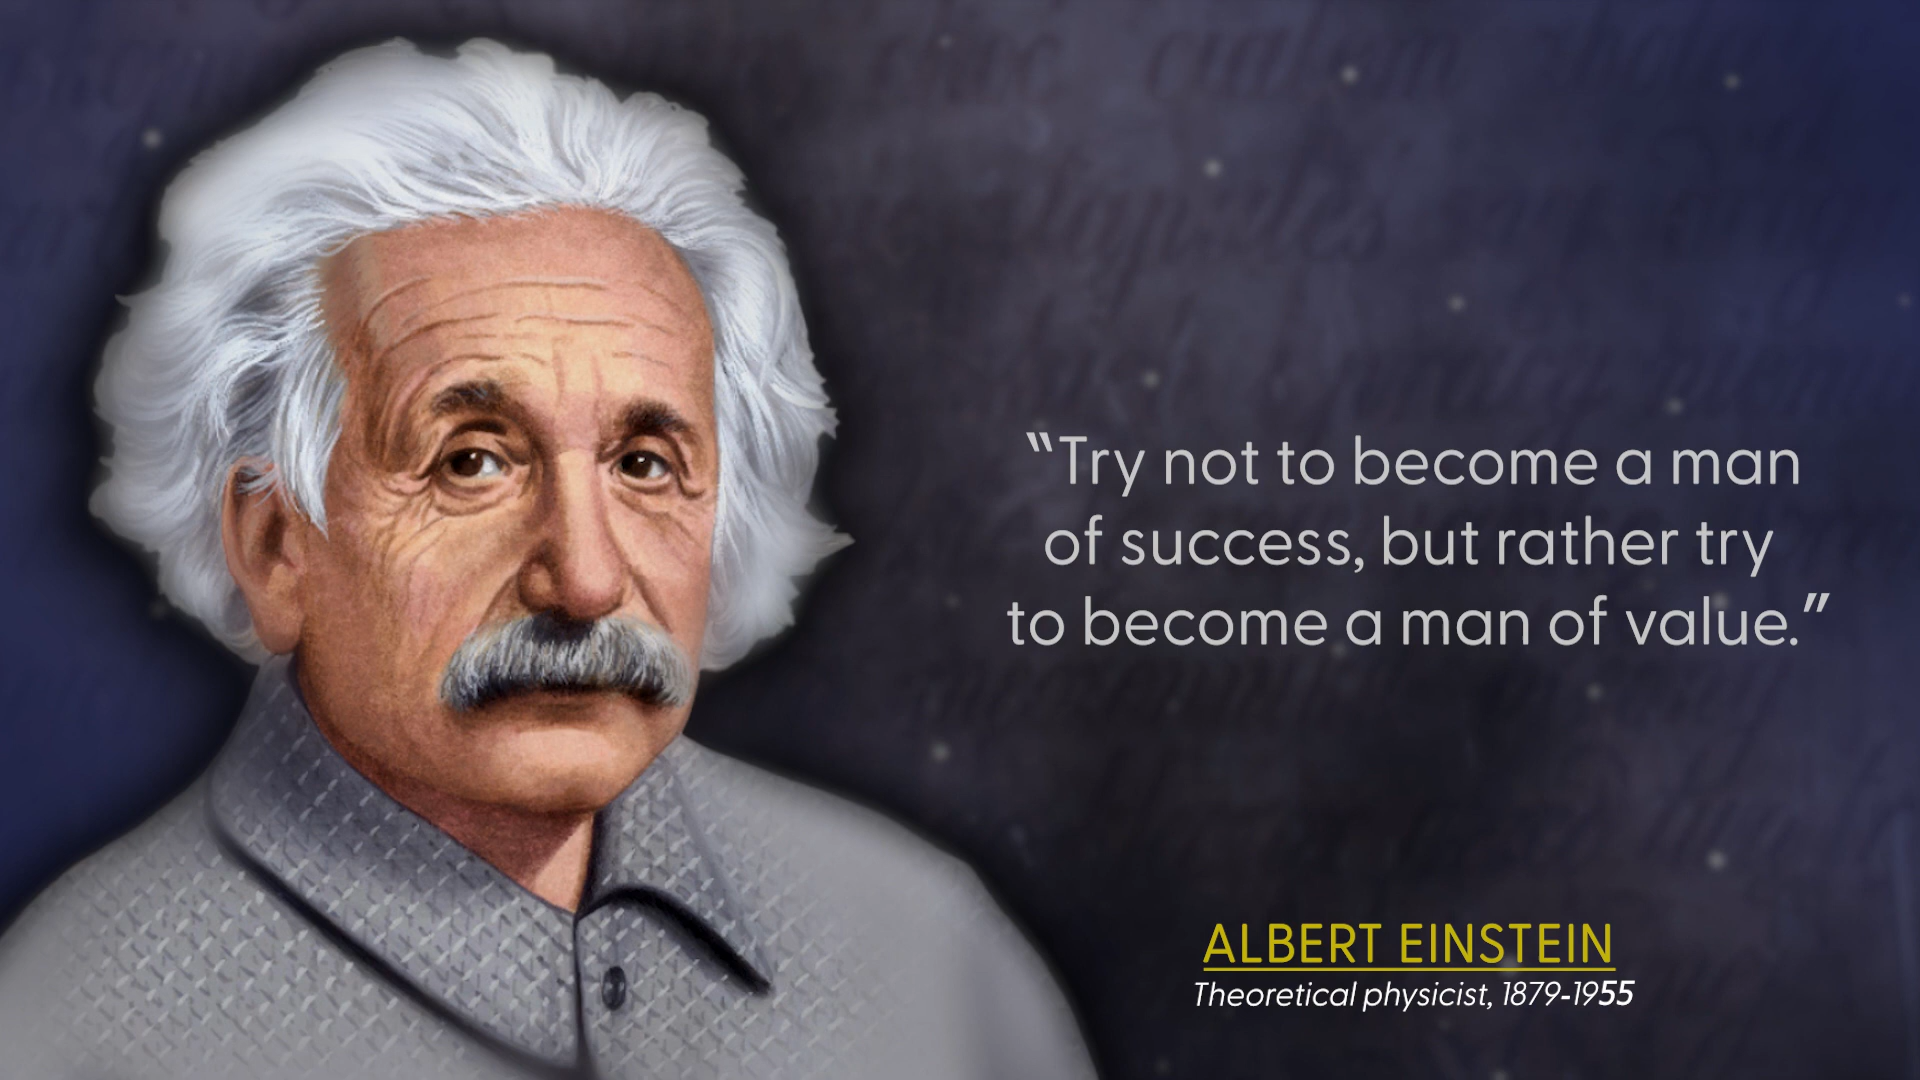 “Try not to become a man
of success, but rather try
to become a man of value.”
ALBERT EINSTEIN
Theoretical physicist, 1879-1955